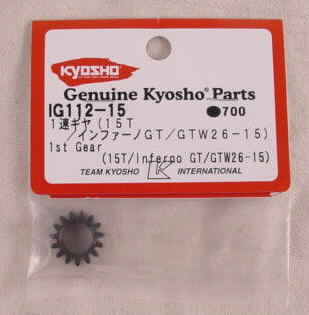 KYOSHO
Genuine Kyosho® Parts
IG112-15 ●700
1速ギヤ(15T
/インファーノGT/GTW26-15)
1st Gear
(15T/Inferno GT/GTW26-15)
TEAM KYOSHO K INTERNATIONAL